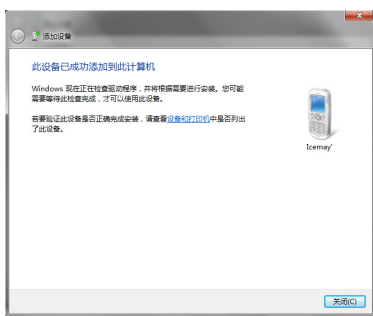 添加设备
此设备已成功添加到此计算机
Windows 现在正在检查驱动程序，并将根据需要进行安装。您可能
需要等待此检查完成，才可以使用此设备。
若要验证此设备是否正确完成安装，请查看设备和打印机中是否列出
了此设备。
Icemay'
关闭(C)